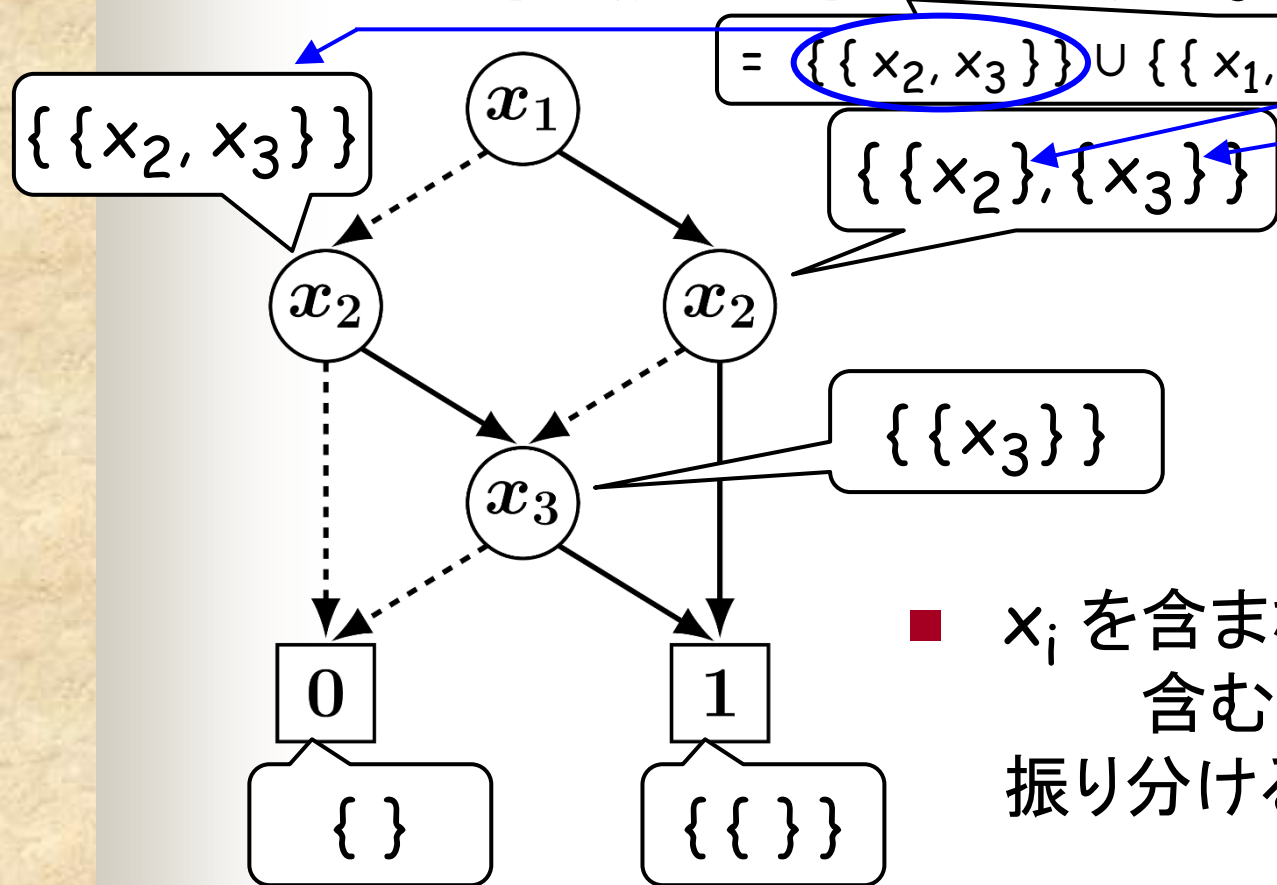 = { { x2, x3 } } ∪ { { x1,
x1
{ {x2, x3} }
{ {x2}, {x3} }
x2
x2
{ {x3} }
x3
xi を含ま
含む
振り分ける
0
1
{ }
{ { } }